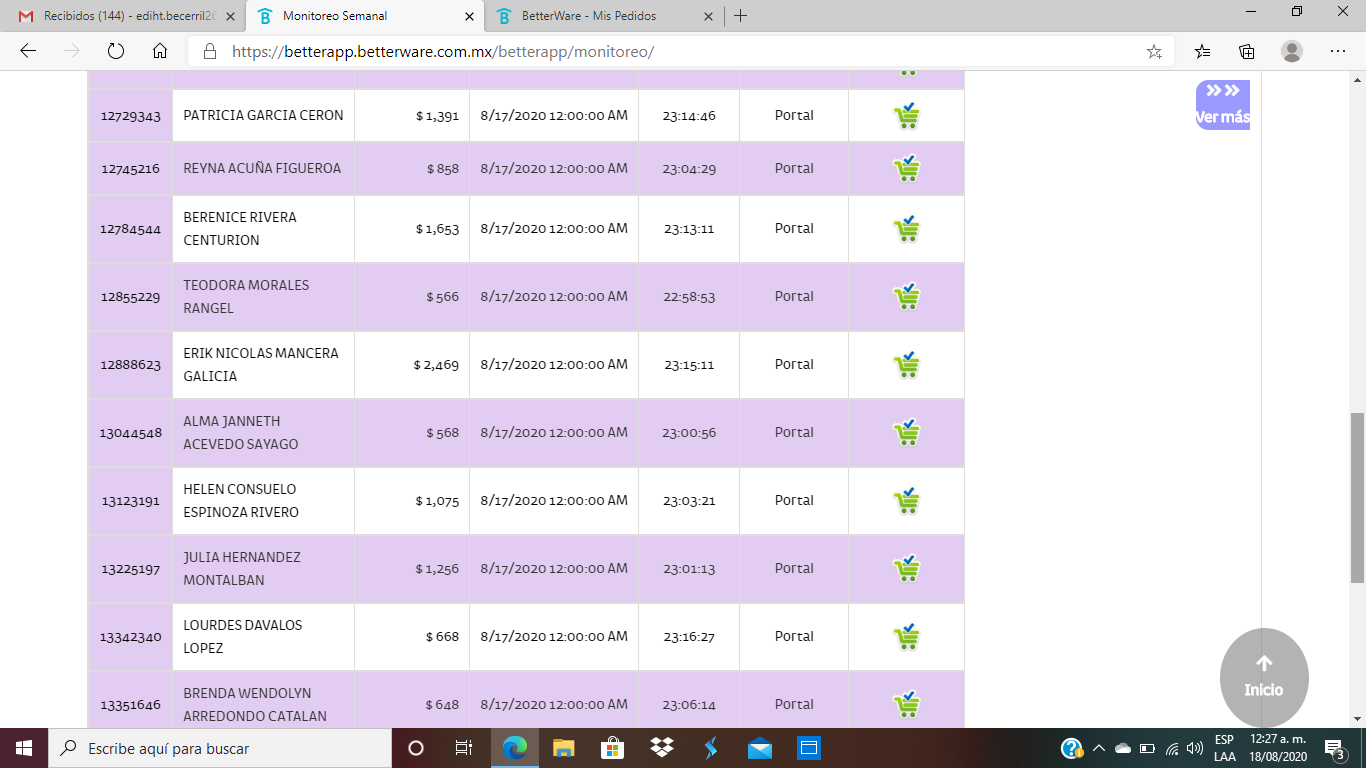 Recibidos (144) - ediht.becerril26
Monitoreo Semanal
BetterWare - Mis Pedidos
https://betterapp.betterware.com.mx/betterapp/monitoreo/
Ver más
12729343 PATRICIA GARCIA CERON $ 1,391 8/17/2020 12:00:00 AM 23:14:46 Portal
12745216 REYNA ACUÑA FIGUEROA $ 858 8/17/2020 12:00:00 AM 23:04:29 Portal
BERENICE RIVERA
12784544 $ 1,653 8/17/2020 12:00:00 AM 23:13:11 Portal
CENTURION
TEODORA MORALES
12855229 $ 566 8/17/2020 12:00:00 AM 22:58:53 Portal
RANGEL
ERIK NICOLAS MANCERA
12888623 $ 2,469 8/17/2020 12:00:00 AM 23:15:11 Portal
GALICIA
ALMA JANNETH
13044548 $ 568 8/17/2020 12:00:00 AM 23:00:56 Portal
ACEVEDO SAYAGO
HELEN CONSUELO
13123191 $ 1,075 8/17/2020 12:00:00 AM 23:03:21 Portal
ESPINOZA RIVERO
JULIA HERNANDEZ
13225197 $ 1,256 8/17/2020 12:00:00 AM 23:01:13 Portal
MONTALBAN
LOURDES DAVALOS
13342340 $ 668 8/17/2020 12:00:00 AM 23:16:27 Portal
LOPEZ
BRENDA WENDOLYN
13351646 $ 648 8/17/2020 12:00:00 AM 23:06:14 Portal
ARREDONDO CATALAN
Inicio
Escribe aquí para buscar
ESP
LAA
12:27 a. m.
18/08/2020
3